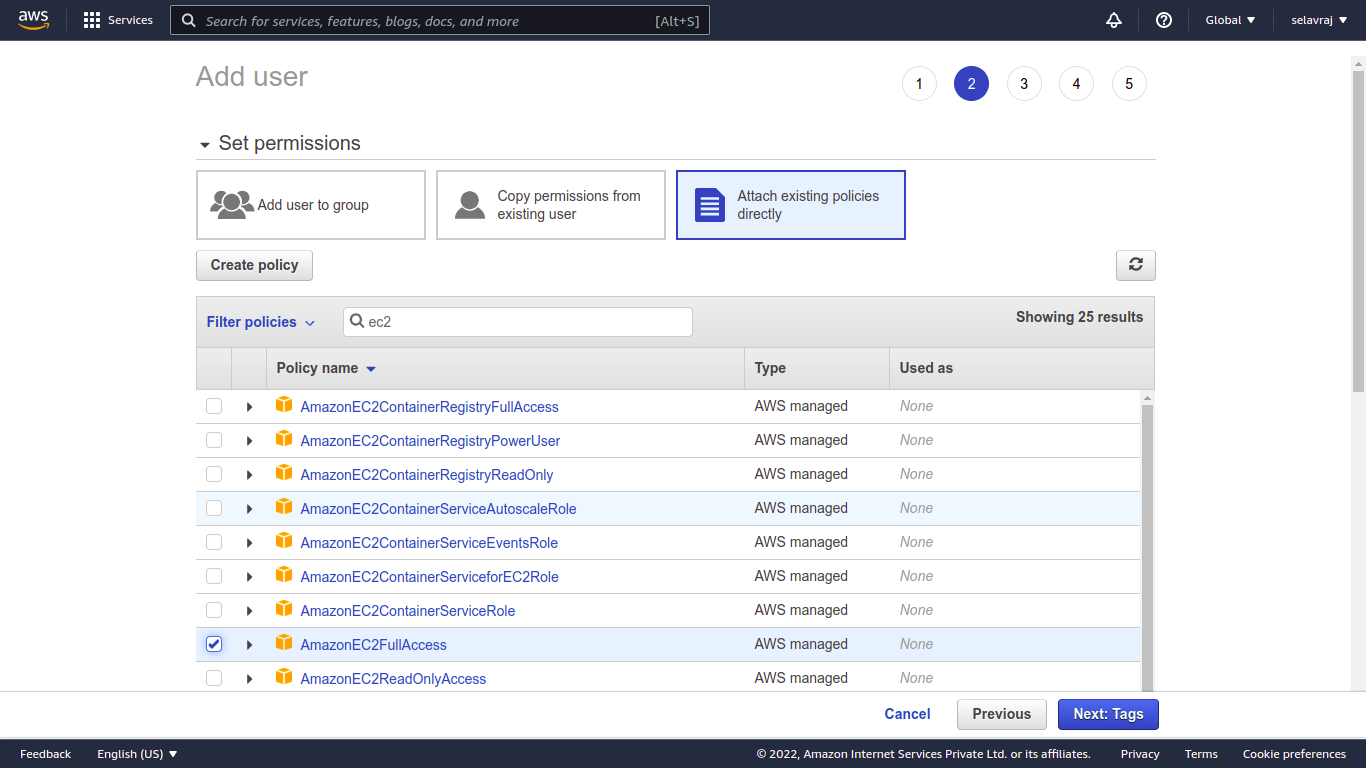 aws Services Search for services, features, blogs, docs, and more [Alt+S] Global selavraj
Add user 1 2 3 4 5
Set permissions
Add user to group
Copy permissions from
existing user
Attach existing policies
directly
Create policy
Filter policies ec2 Showing 25 results
Policy name Type Used as
AmazonEC2ContainerRegistryFullAccess AWS managed None
AmazonEC2ContainerRegistryPowerUser AWS managed None
AmazonEC2ContainerRegistryReadOnly AWS managed None
AmazonEC2ContainerServiceAutoscaleRole AWS managed None
AmazonEC2ContainerServiceEventsRole AWS managed None
AmazonEC2ContainerServiceforEC2Role AWS managed None
AmazonEC2ContainerServiceRole AWS managed None
AmazonEC2FullAccess AWS managed None
AmazonEC2ReadOnlyAccess AWS managed None
Cancel Previous Next: Tags
Feedback English (US) © 2022, Amazon Internet Services Private Ltd. or its affiliates. Privacy Terms Cookie preferences